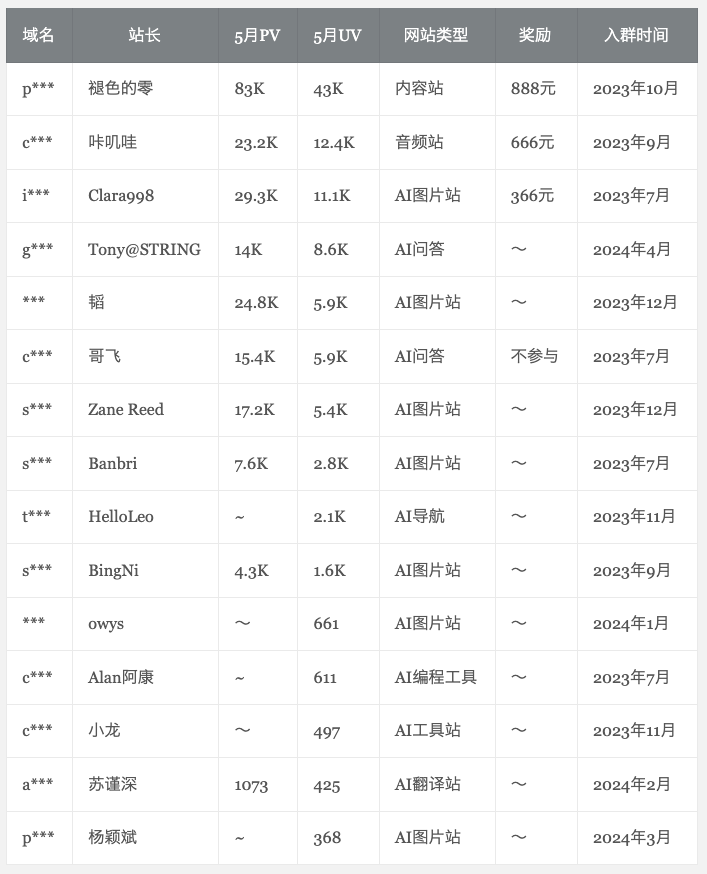 域名 站长 5月PV 5月UV 网站类型 奖励 入群时间
p*** 褪色的零 83K 43K 内容站 888元 2023年10月
c*** 咔叽哇 23.2K 12.4K 音频站 666元 2023年9月
i*** Clara998 29.3K 11.1K AI图片站 366元 2023年7月
g*** Tony@STRING 14K 8.6K AI问答 ～ 2024年4月
*** 韬 24.8K 5.9K AI图片站 ～ 2023年12月
c*** 哥飞 15.4K 5.9K AI问答 不参与 2023年7月
s*** Zane Reed 17.2K 5.4K AI图片站 ～ 2023年12月
s*** Banbri 7.6K 2.8K AI图片站 ～ 2023年7月
t*** HelloLeo ~ 2.1K AI导航 ～ 2023年11月
s*** BingNi 4.3K 1.6K AI图片站 ～ 2023年9月
*** owys ～ 661 AI图片站 ～ 2024年1月
c*** Alan阿康 ~ 611 AI编程工具 ～ 2023年7月
c*** 小龙 ～ 497 AI工具站 ～ 2023年11月
a*** 苏谨深 1073 425 AI翻译站 ～ 2024年2月
p*** 杨颖斌 ~ 368 AI图片站 ～ 2024年3月